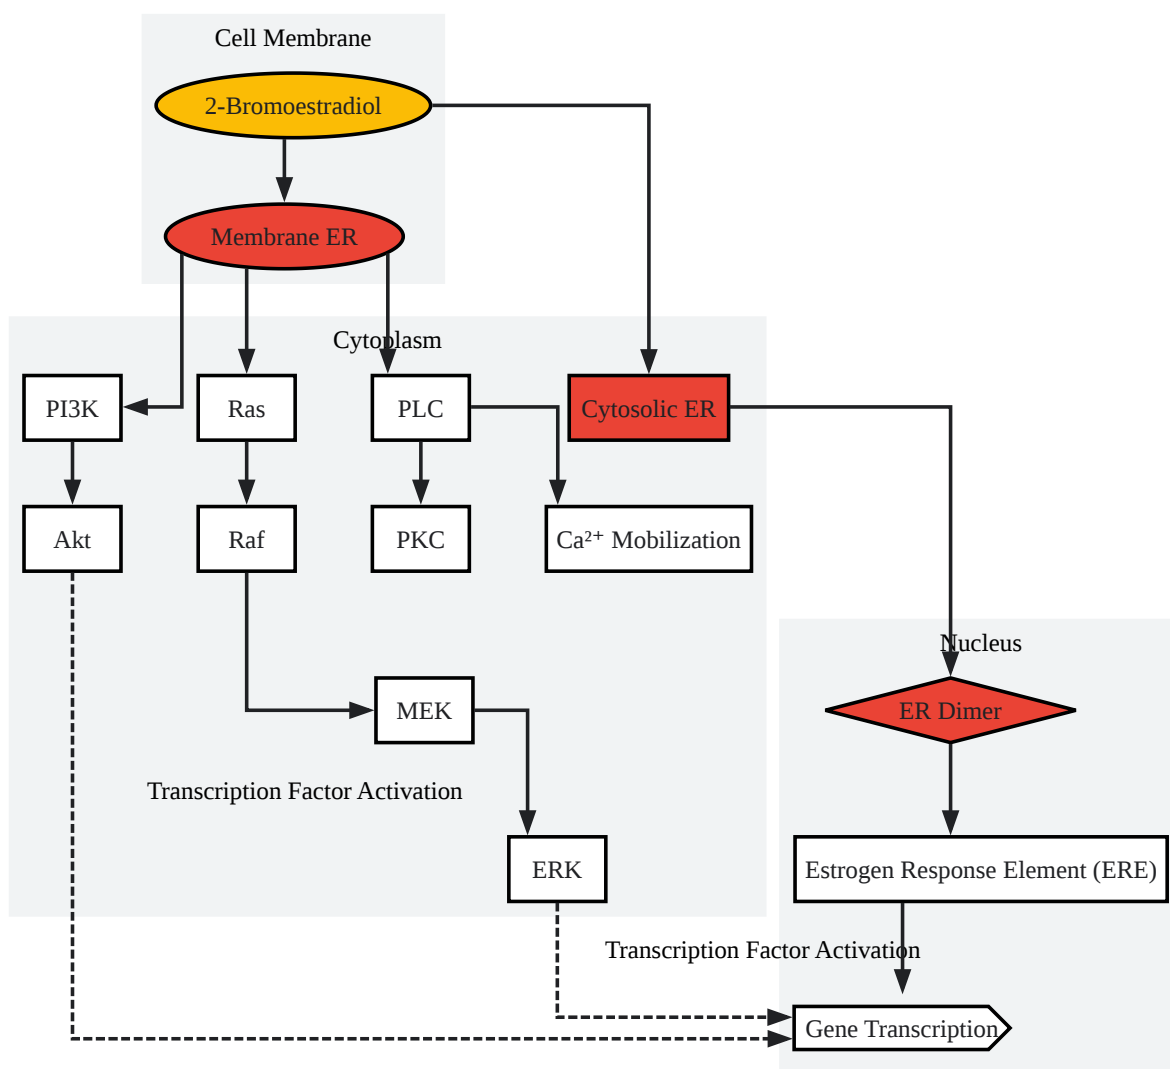 Cell Membrane
2-Bromoestradiol
Membrane ER
Cytoplasm
PI3K
Ras
PLC
Cytosolic ER
Akt
Raf
PKC
Ca²⁺ Mobilization
Nucleus
MEK
ER Dimer
Transcription Factor Activation
ERK
Estrogen Response Element (ERE)
Transcription Factor Activation
Gene Transcription